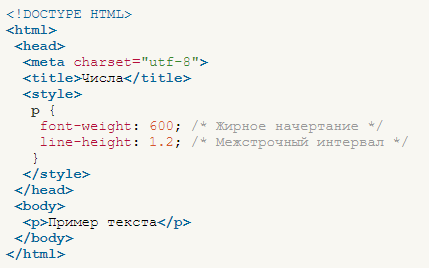 <!DOCTYPE HTML>
<html>
 <head>
  <meta charset="utf-8">
  <title>Числа</title>
  <style>
   p {
    font-weight: 600; /* Жирное начертание */
    line-height: 1.2; /* Межстрочный интервал */
   }
  </style>
 </head>
 <body>
  <p>Пример текста</p>
 </body>
</html>